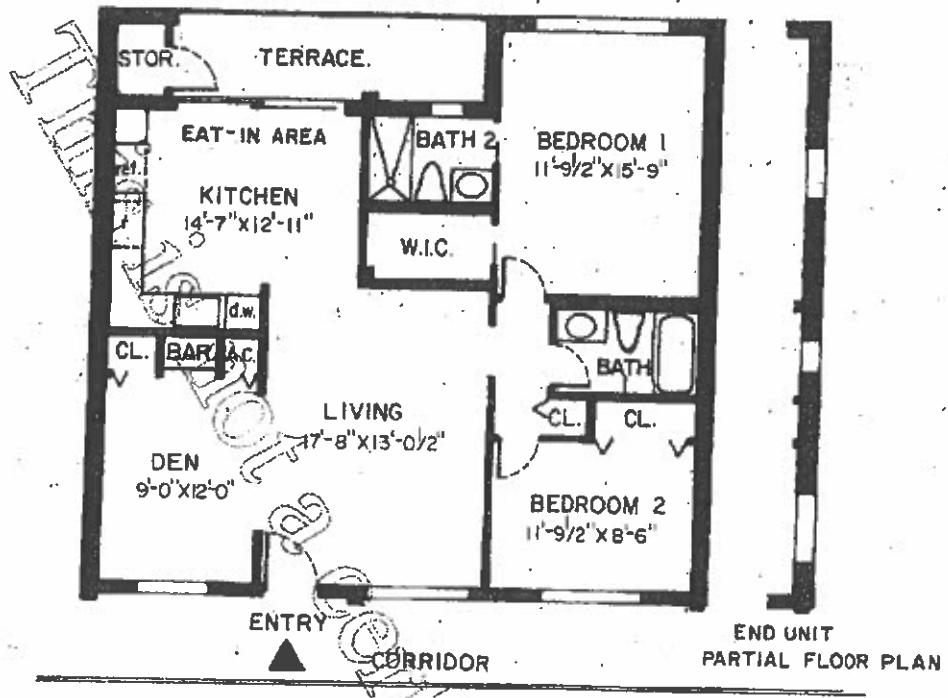 STOR.
TERRACE.
EAT-IN AREA
KITCHEN
14'-7"X12'-11"
ref.
BATH 2
BEDROOM 1
11'-9 1/2"X15'-9"
W.I.C.
d.w.
CL.
BAR
A.C.
BATH
LIVING
17'-8"X13'-0 1/2"
CL.
CL.
DEN
9'-0"X12'-0"
BEDROOM 2
11'-9 1/2"X8'-6"
ENTRY
CORRIDOR
END UNIT
PARTIAL FLOOR PLAN